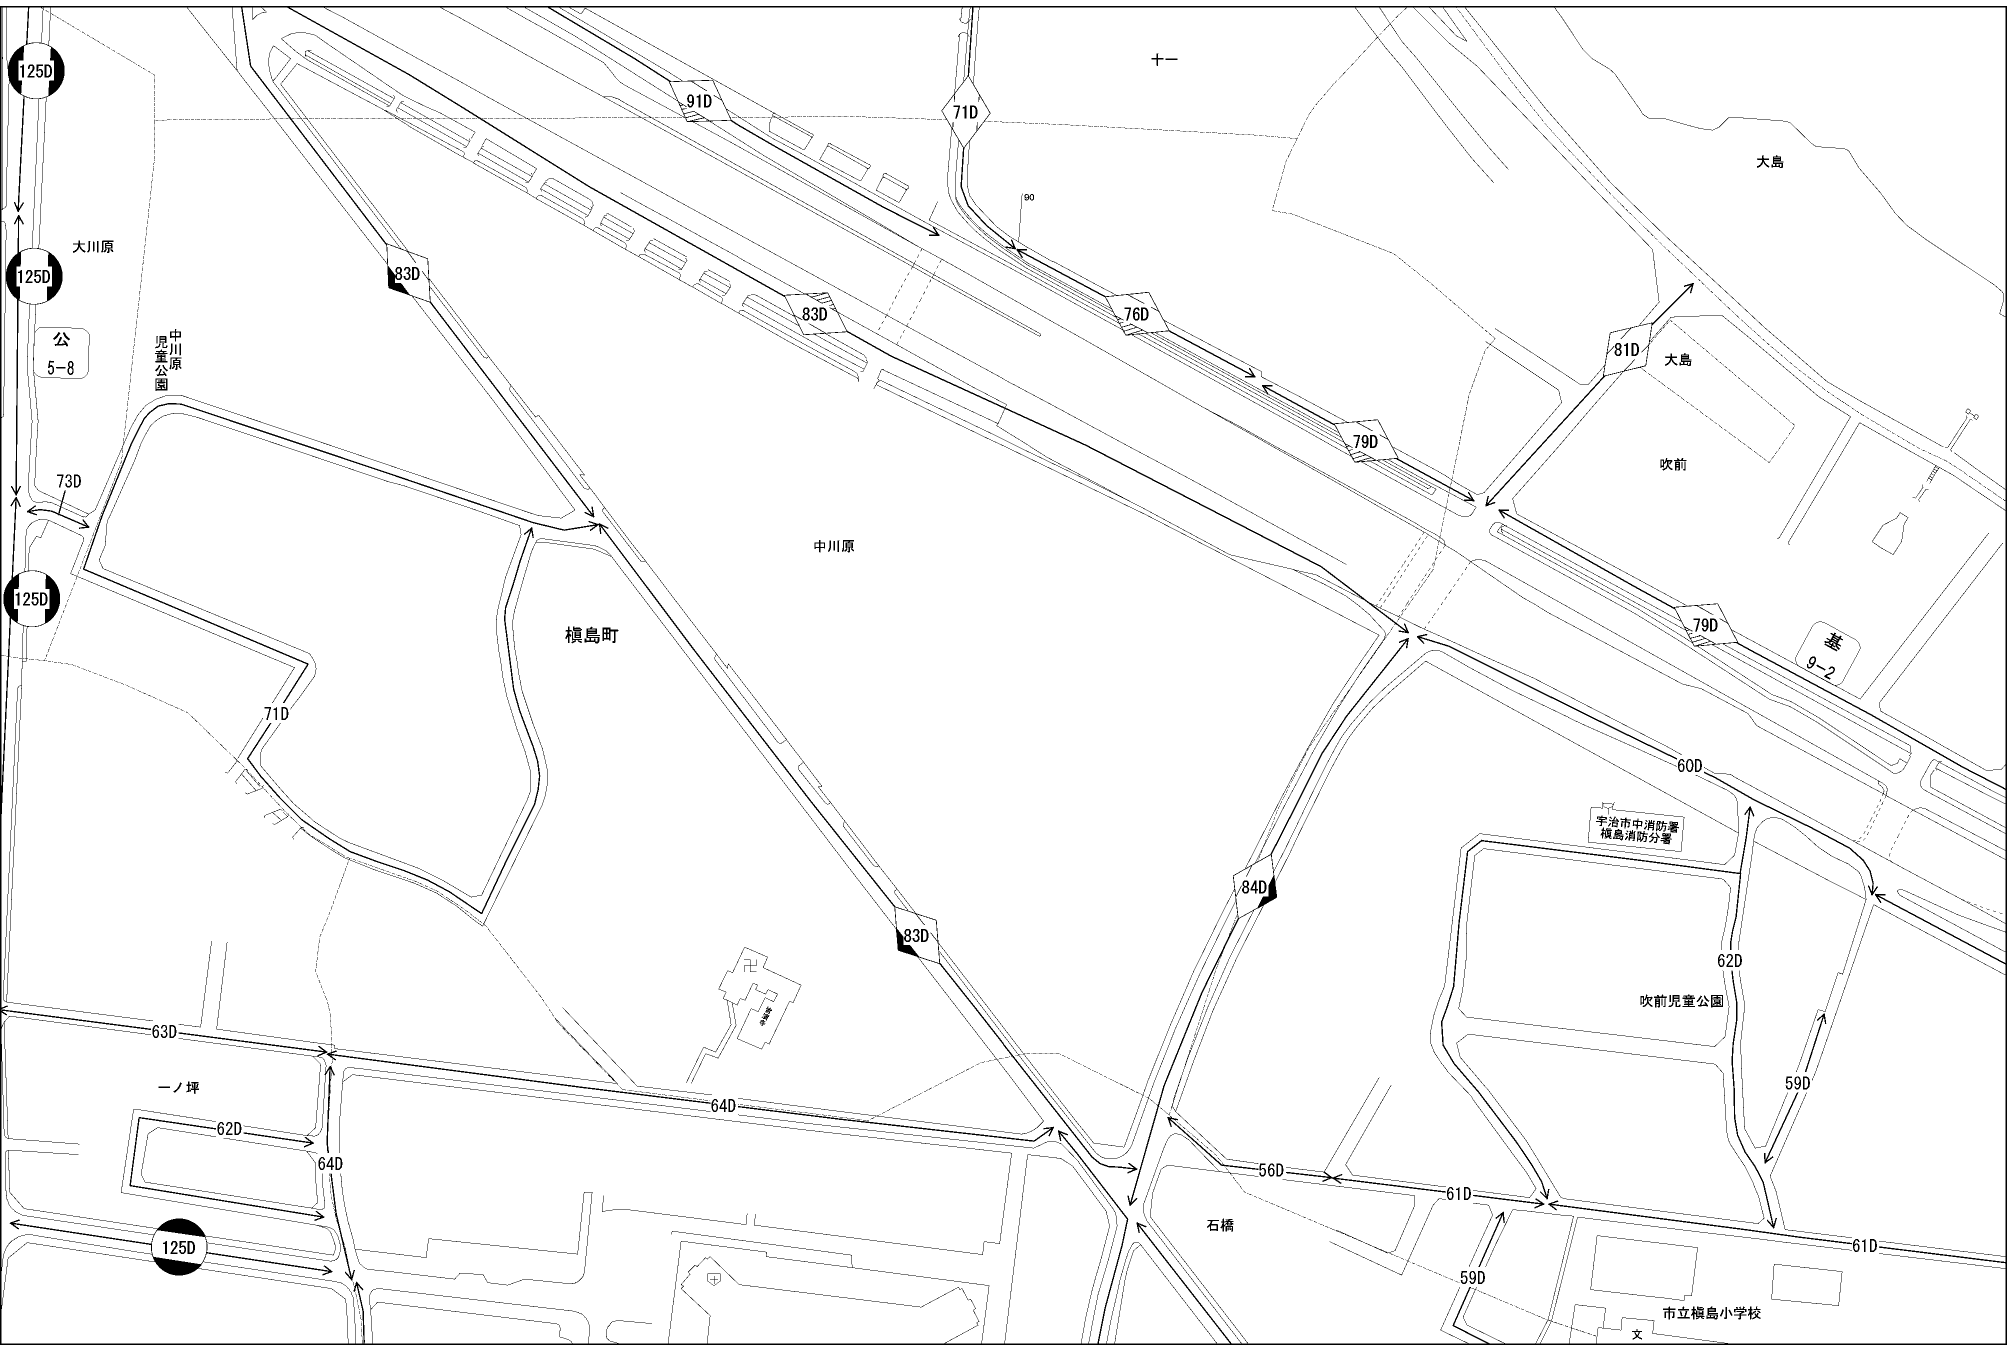 十一
125D
91D
71D
大島
90
大川原
125D
83D
83D
76D
公
5-8
中川原
児童公園
81D
大島
79D
吹前
73D
中川原
125D
槇島町
79D
基
9-2
71D
60D
宇治市中消防署
槇島消防分署
84D
83D
卍
62D
吹前児童公園
63D
一ノ坪
64D
59D
62D
64D
56D
61D
石橋
125D
61D
59D
市立槇島小学校
文